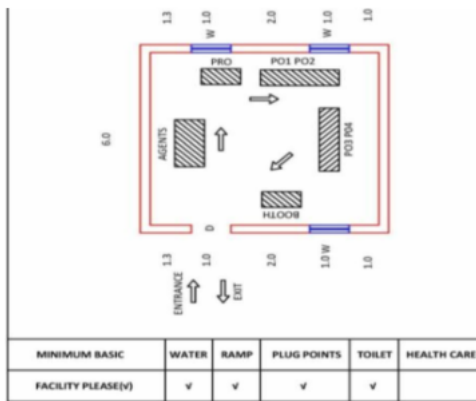 1.3 1.0 2.0 1.0 1.0
W W
PRO PO1 PO2
6.0
AGENTS
PO3 P04
BOOTH
D
1.3 1.0 2.0 1.0 W 1.0
ENTRANCE EXIT
MINIMUM BASIC WATER RAMP PLUG POINTS TOILET HEALTH CARE
FACILITY PLEASE(√) √ √ √ √